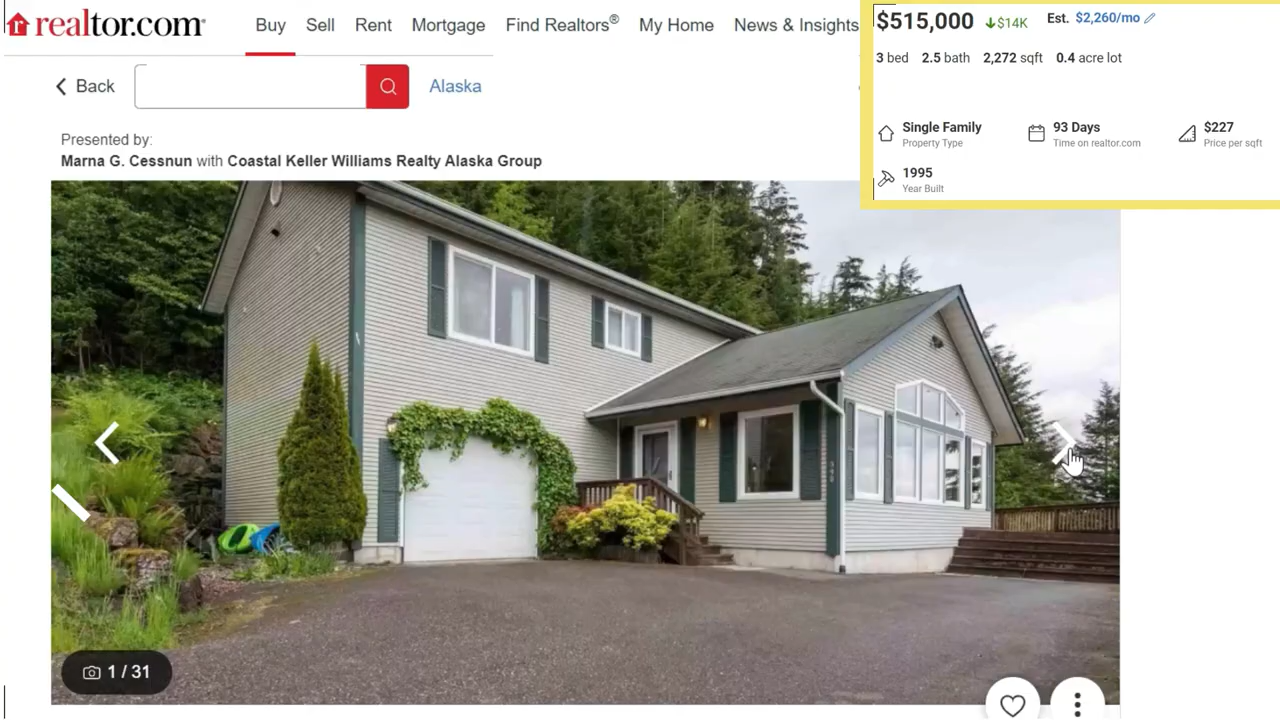 realtor.com®
Buy Sell Rent Mortgage Find Realtors® My Home News & Insights
$515,000 $14K Est. $2,260/mo
3 bed 2.5 bath 2,272 sqft 0.4 acre lot
Back
Alaska
Single Family
Property Type
93 Days
Time on realtor.com
$227
Price per sqft
1995
Year Built
Presented by:
Marna G. Cessnun with Coastal Keller Williams Realty Alaska Group
1 / 31